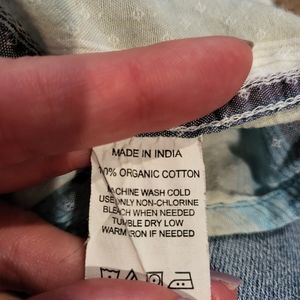 MADE IN INDIA
00% ORGANIC COTTON
MACHINE WASH COLD
USE ONLY NON-CHLORINE
BLEACH WHEN NEEDED
TUMBLE DRY LOW
WARM IRON IF NEEDED